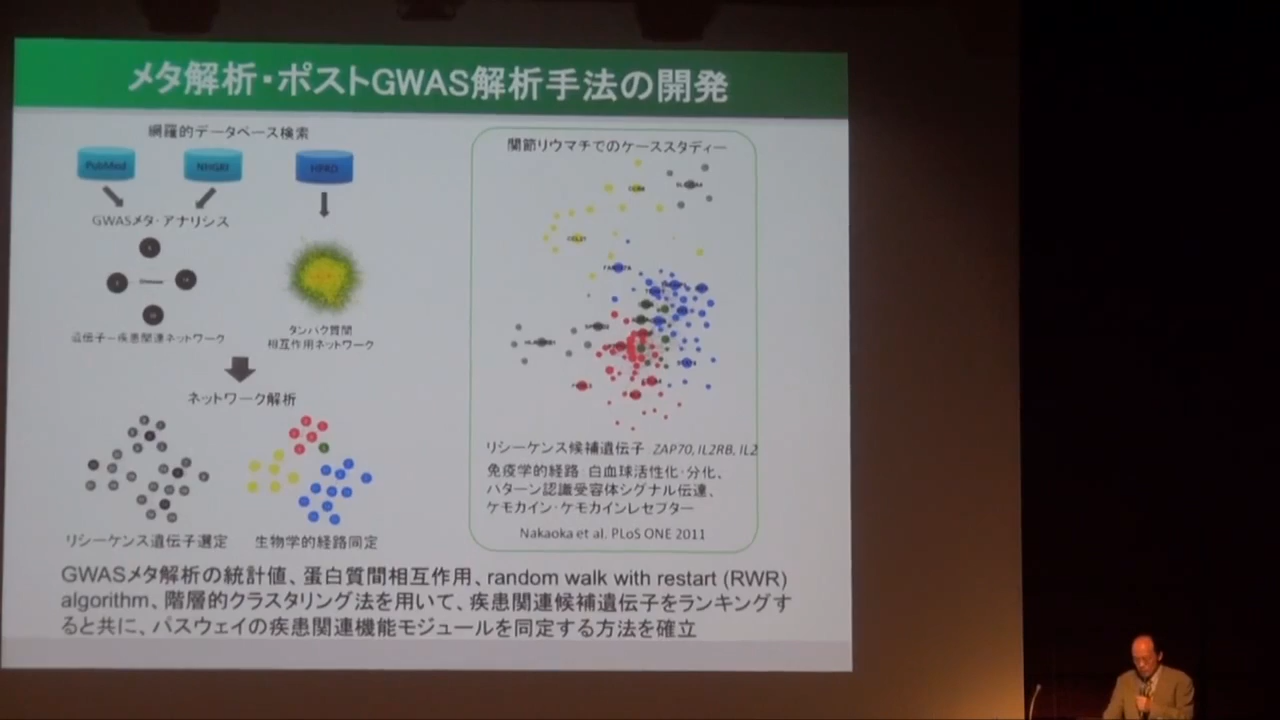 メタ解析・ポストGWAS解析手法の開発
網羅的データベース検索
PubMed
NHGRI
HPRD
GWASメタ・アナリシス
遺伝子－疾患関連ネットワーク
タンパク質間
相互作用ネットワーク
ネットワーク解析
リシーケンス遺伝子選定
生物学的経路同定
関節リウマチでのケーススタディー
CCL21
リシーケンス候補遺伝子 ZAP70, IL2RB, IL2
免疫学的経路 白血球活性化・分化、
パターン認識受容体シグナル伝達、
ケモカイン・ケモカインレセプター
Nakaoka et al. PLoS ONE 2011
GWASメタ解析の統計値、蛋白質間相互作用、random walk with restart (RWR)
algorithm、階層的クラスタリング法を用いて、疾患関連候補遺伝子をランキングす
ると共に、パスウェイの疾患関連機能モジュールを同定する方法を確立